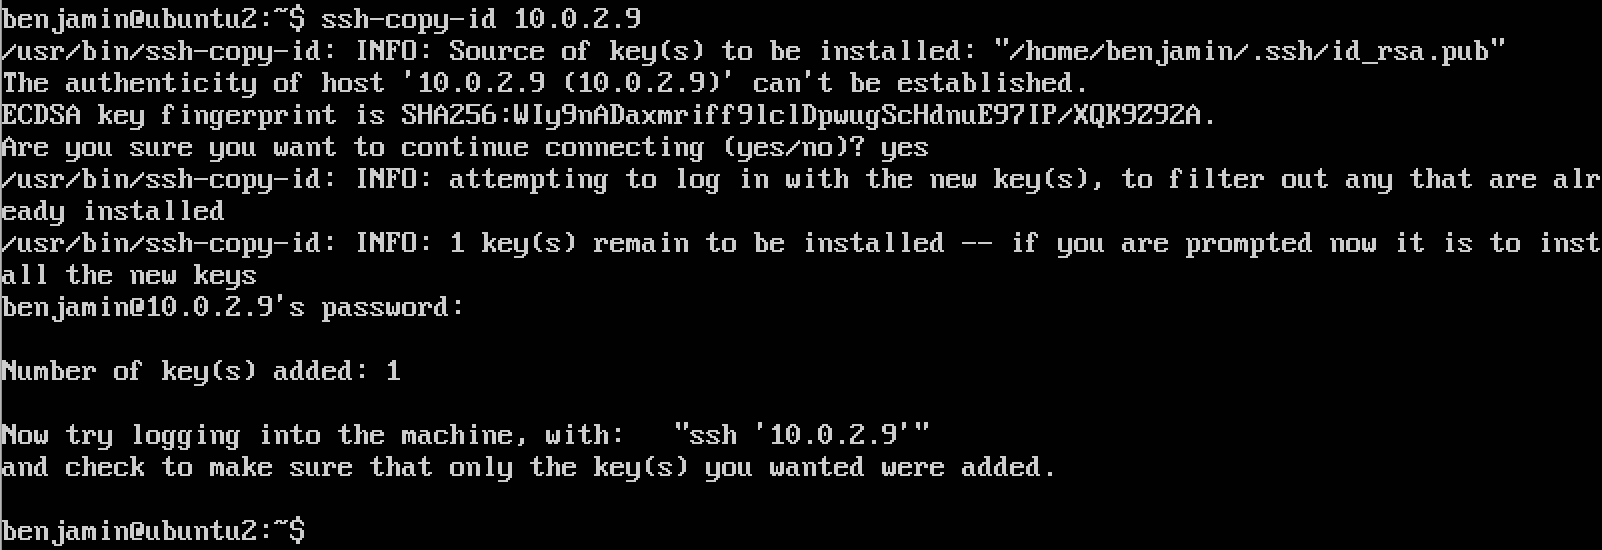 benjamin@ubuntu2:~$ ssh-copy-id 10.0.2.9
/usr/bin/ssh-copy-id: INFO: Source of key(s) to be installed: "/home/benjamin/.ssh/id_rsa.pub"
The authenticity of host '10.0.2.9 (10.0.2.9)' can't be established.
ECDSA key fingerprint is SHA256:WIy9nADaxmriff9lclDpwugScHdnuE97IP/XQK9Z92A.
Are you sure you want to continue connecting (yes/no)? yes
/usr/bin/ssh-copy-id: INFO: attempting to log in with the new key(s), to filter out any that are alr
eady installed
/usr/bin/ssh-copy-id: INFO: 1 key(s) remain to be installed -- if you are prompted now it is to inst
all the new keys
benjamin@10.0.2.9's password:
Number of key(s) added: 1
Now try logging into the machine, with:   "ssh '10.0.2.9'"
and check to make sure that only the key(s) you wanted were added.
benjamin@ubuntu2:~$